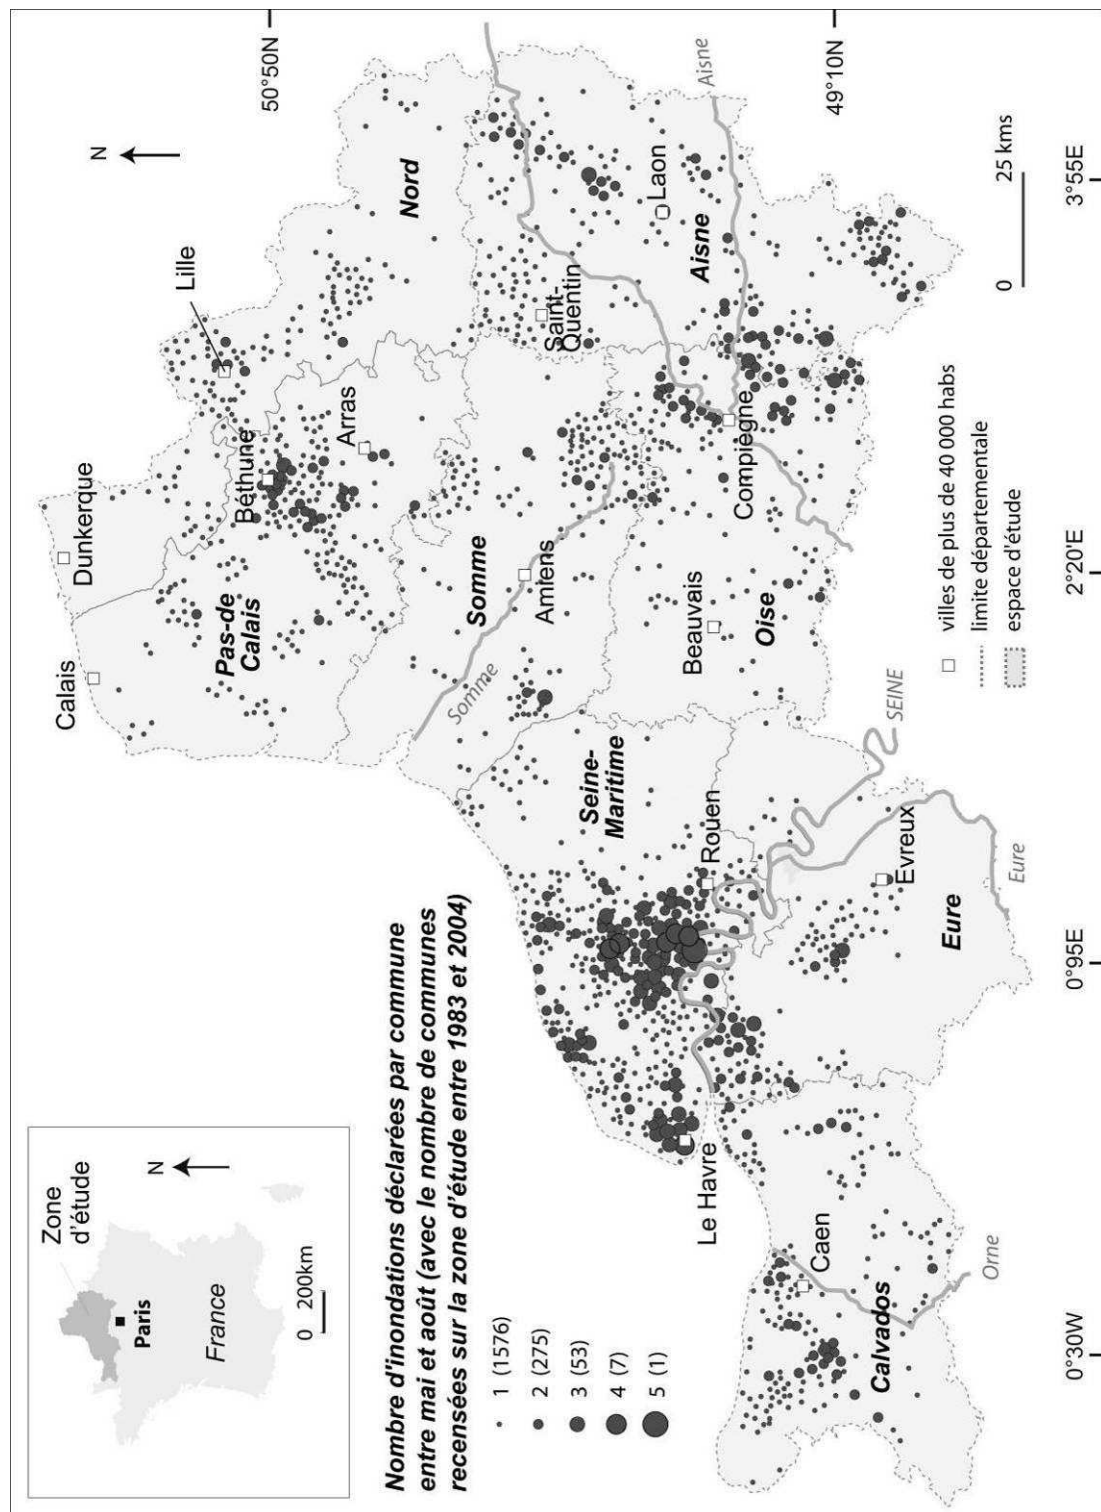 Zone
d'étude
N
Paris
France
0 200km
Nombre d'inondations déclarées par commune
entre mai et août (avec le nombre de communes
recensées sur la zone d'étude entre 1983 et 2004)
1 (1576)
2 (275)
3 (53)
4 (7)
5 (1)
N
Calais
Dunkerque
Lille
50°50N
Béthune
Pas-de
Calais
Arras
Nord
Somme
Somme
Amiens
Saint-
Quentin
Seine-
Maritime
Laon
Aisne
Aisne
Beauvais
Compiègne
Oise
Rouen
Le Havre
49°10N
Caen
Evreux
SEINE
Calvados
Eure
Eure
Orne
villes de plus de 40 000 habs
limite départementale
espace d'étude
0 25 kms
0°30W
0°95E
2°20'E
3°55E